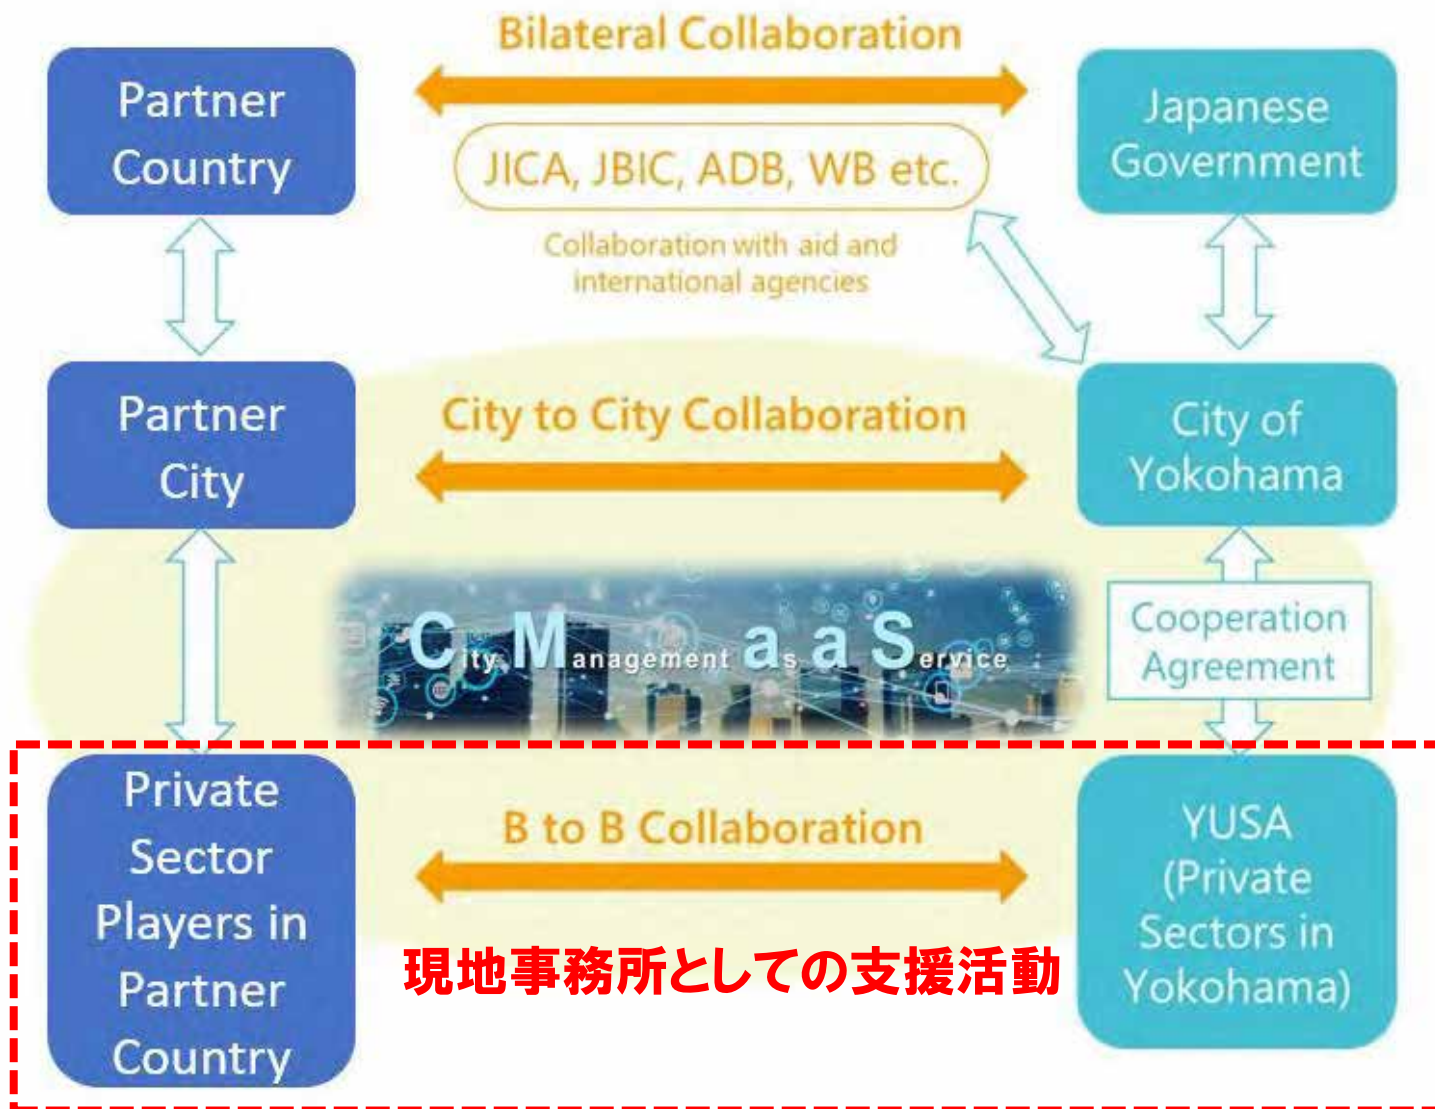 Bilateral Collaboration
Partner
Country
JICA, JBIC, ADB, WB etc.
Collaboration with aid and
international agencies
Japanese
Government
Partner
City
City to City Collaboration
City of
Yokohama
City Management as a Service
Cooperation
Agreement
Private
Sector
Players in
Partner
Country
B to B Collaboration
現地事務所としての支援活動
YUSA
(Private
Sectors in
Yokohama)